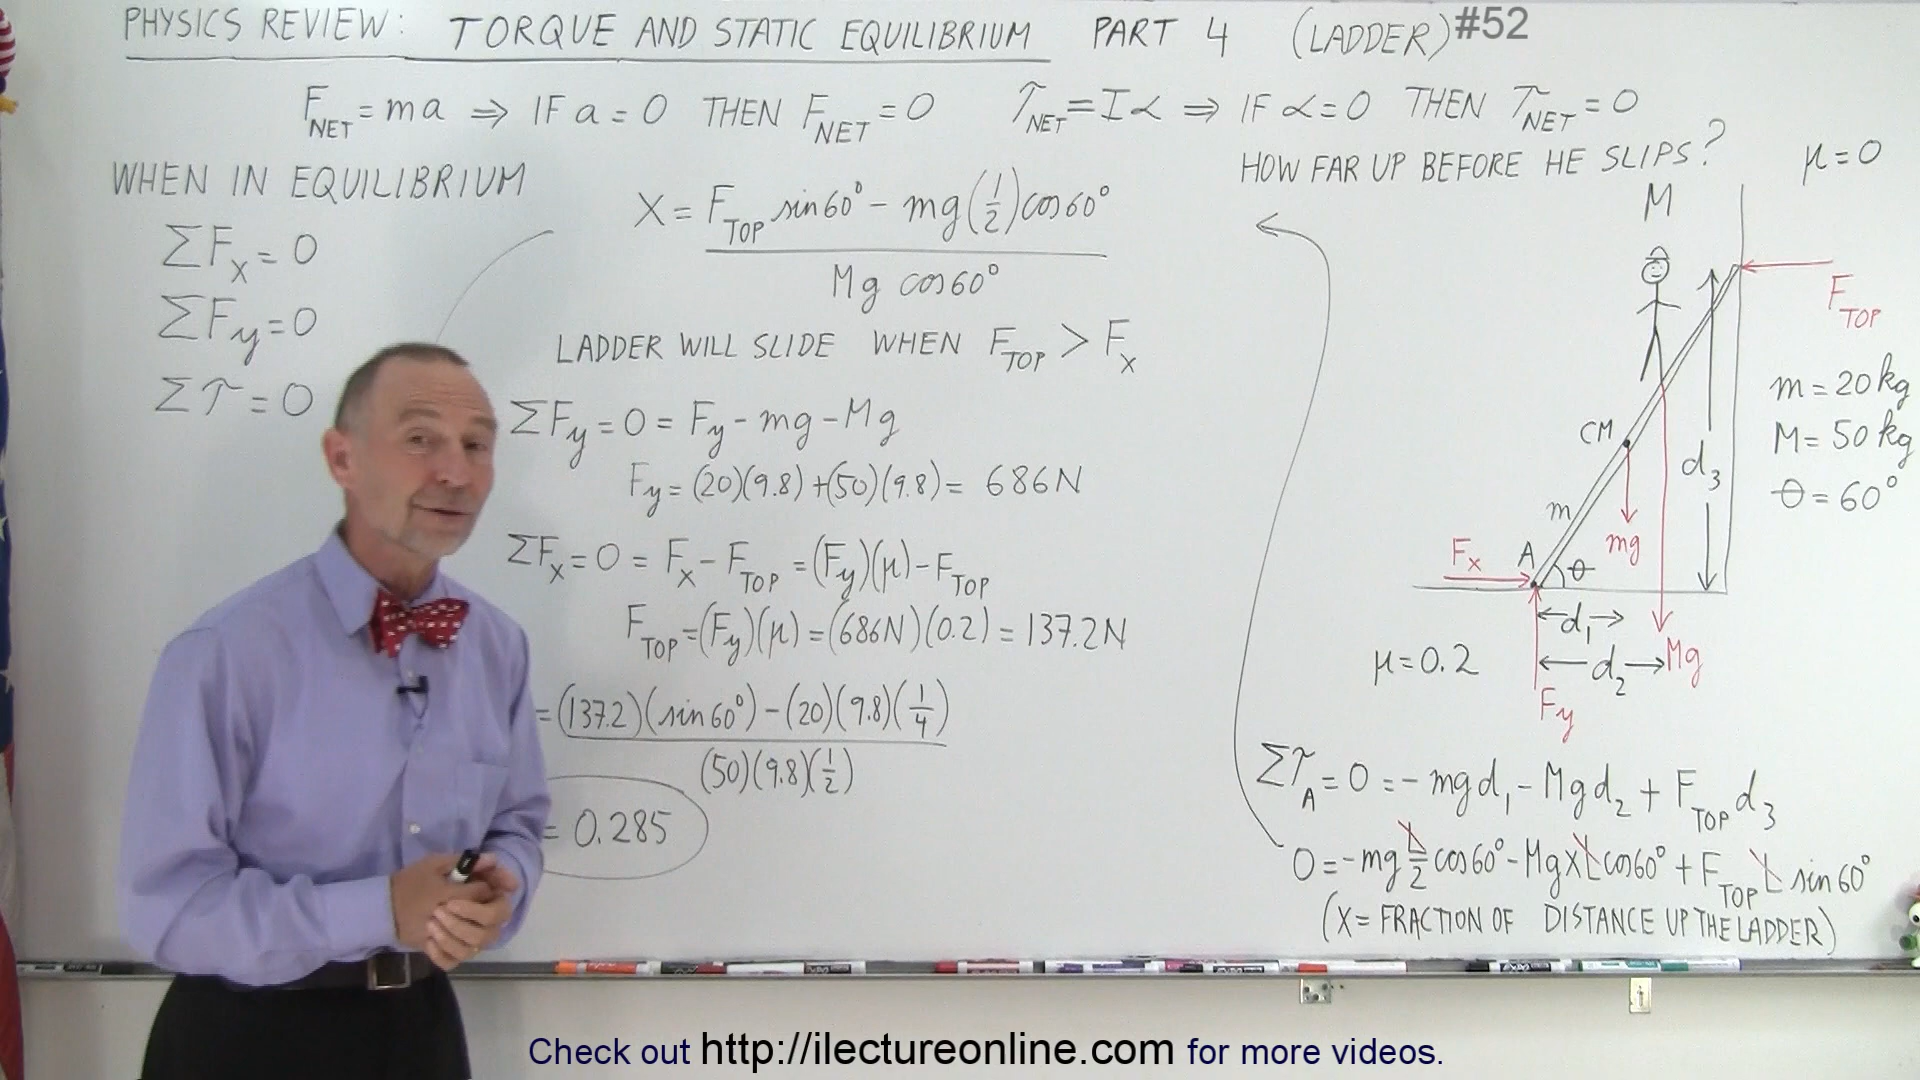 PHYSICS REVIEW: TORQUE AND STATIC EQUILIBRIUM PART 4 (LADDER) #52
F_NET = ma ⇒ IF a = 0 THEN F_NET = 0 τ_NET = Iα ⇒ IF α = 0 THEN τ_NET = 0
WHEN IN EQUILIBRIUM
ΣF_x = 0
ΣF_y = 0
Στ = 0
X = F_TOP sin60° - mg(1/2)cos60°
Mg cos60°
LADDER WILL SLIDE WHEN F_TOP > F_x
ΣF_y = 0 = F_y - mg - Mg
F_y = (20)(9.8) + (50)(9.8) = 686N
ΣF_x = 0 = F_x - F_TOP = (F_y)(μ) - F_TOP
F_TOP = (F_y)(μ) = (686N)(0.2) = 137.2N
= (137.2)(sin60°) - (20)(9.8)(1/4)
(50)(9.8)(1/2)
= 0.285
HOW FAR UP BEFORE HE SLIPS?
μ = 0
M
F_TOP
m = 20 kg
M = 50 kg
θ = 60°
CM
d_3
m
mg
F_x
A
θ
d_1
μ = 0.2
d_2
Mg
F_y
Στ_A = 0 = - mgd_1 - Mgd_2 + F_TOP d_3
0 = -mg L/2 cos60° - MgXLcos60° + F_TOP L sin60°
(X = FRACTION OF DISTANCE UP THE LADDER)
Check out http://ilectureonline.com for more videos.